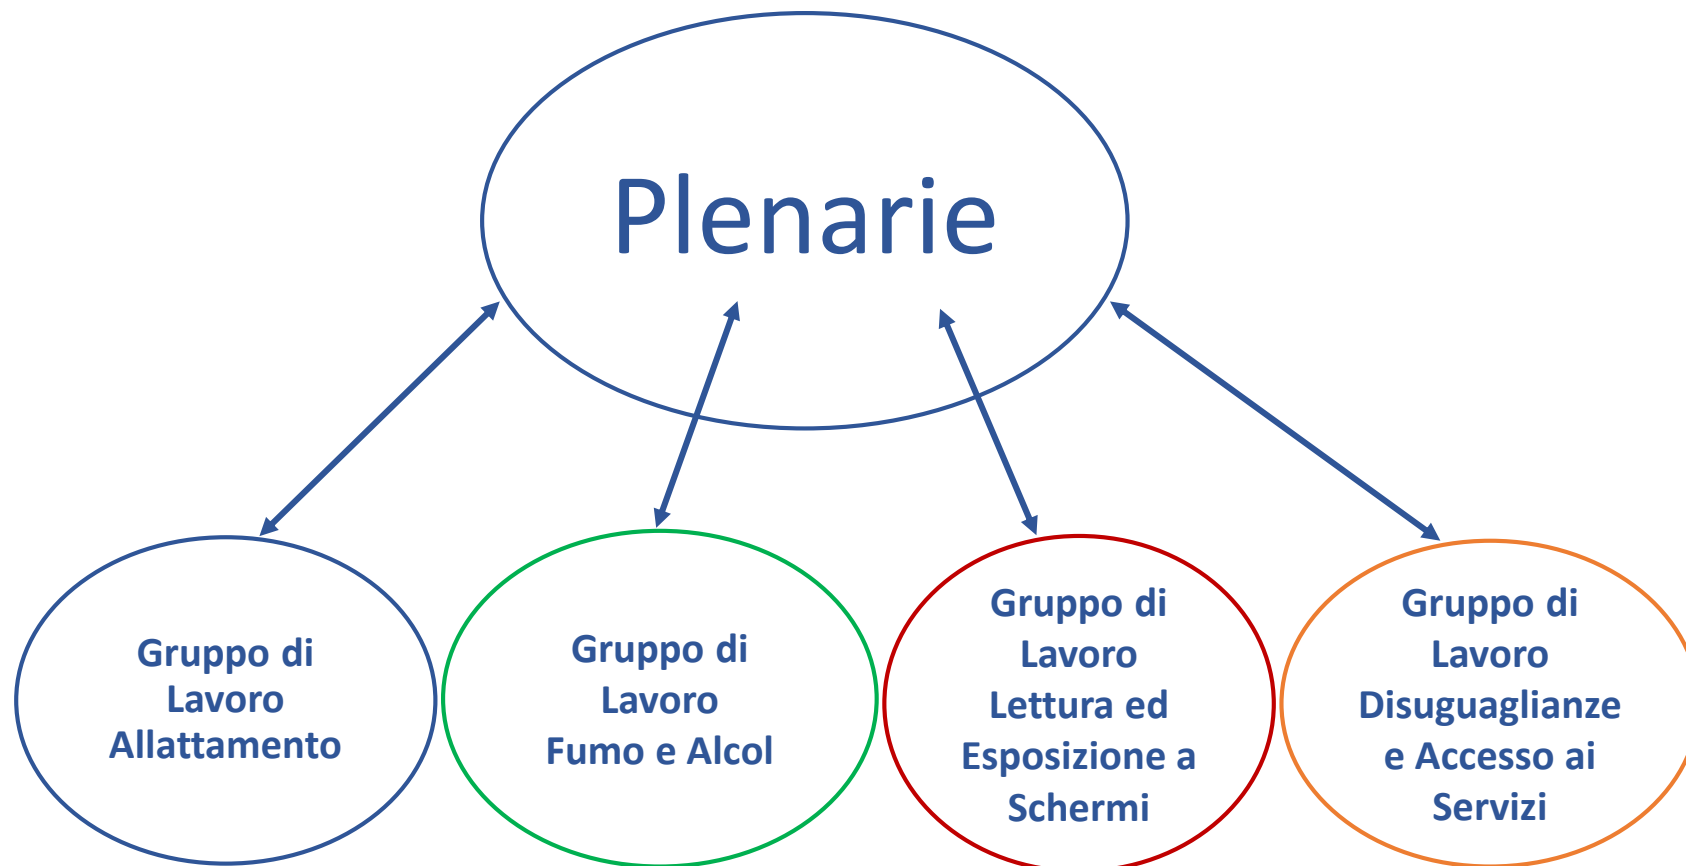 Plenarie
Gruppo di
Lavoro
Allattamento
Gruppo di
Lavoro
Fumo e Alcol
Gruppo di
Lavoro
Lettura ed
Esposizione a
Schermi
Gruppo di
Lavoro
Disuguaglianze
e Accesso ai
Servizi